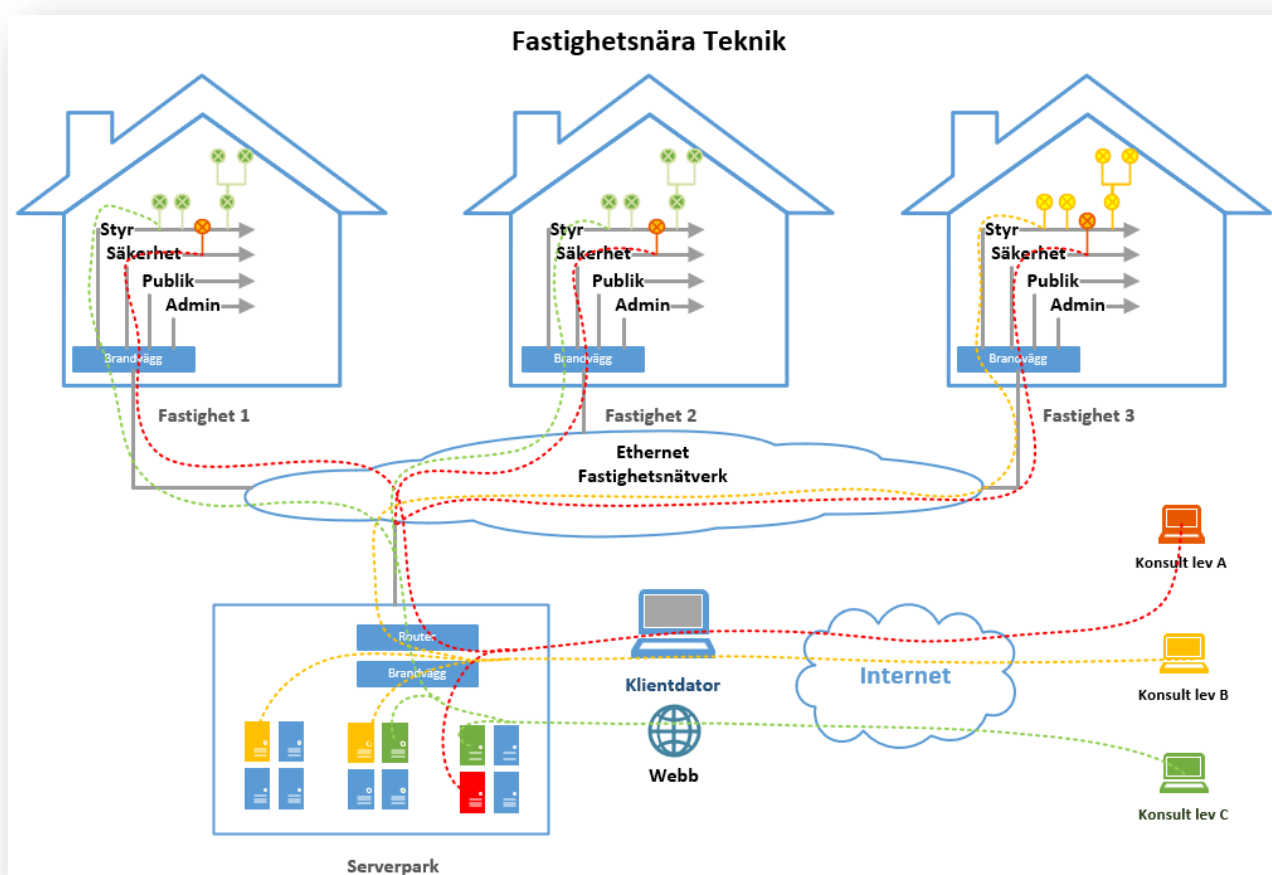 Fastighetsnära Teknik
Styr
Säkerhet
Publik
Admin
Brandvägg
Fastighet 1
Styr
Säkerhet
Publik
Admin
Brandvägg
Fastighet 2
Styr
Säkerhet
Publik
Admin
Brandvägg
Fastighet 3
Ethernet
Fastighetsnätverk
Konsult lev A
Router
Brandvägg
Klientdator
Internet
Konsult lev B
Webb
Konsult lev C
Serverpark